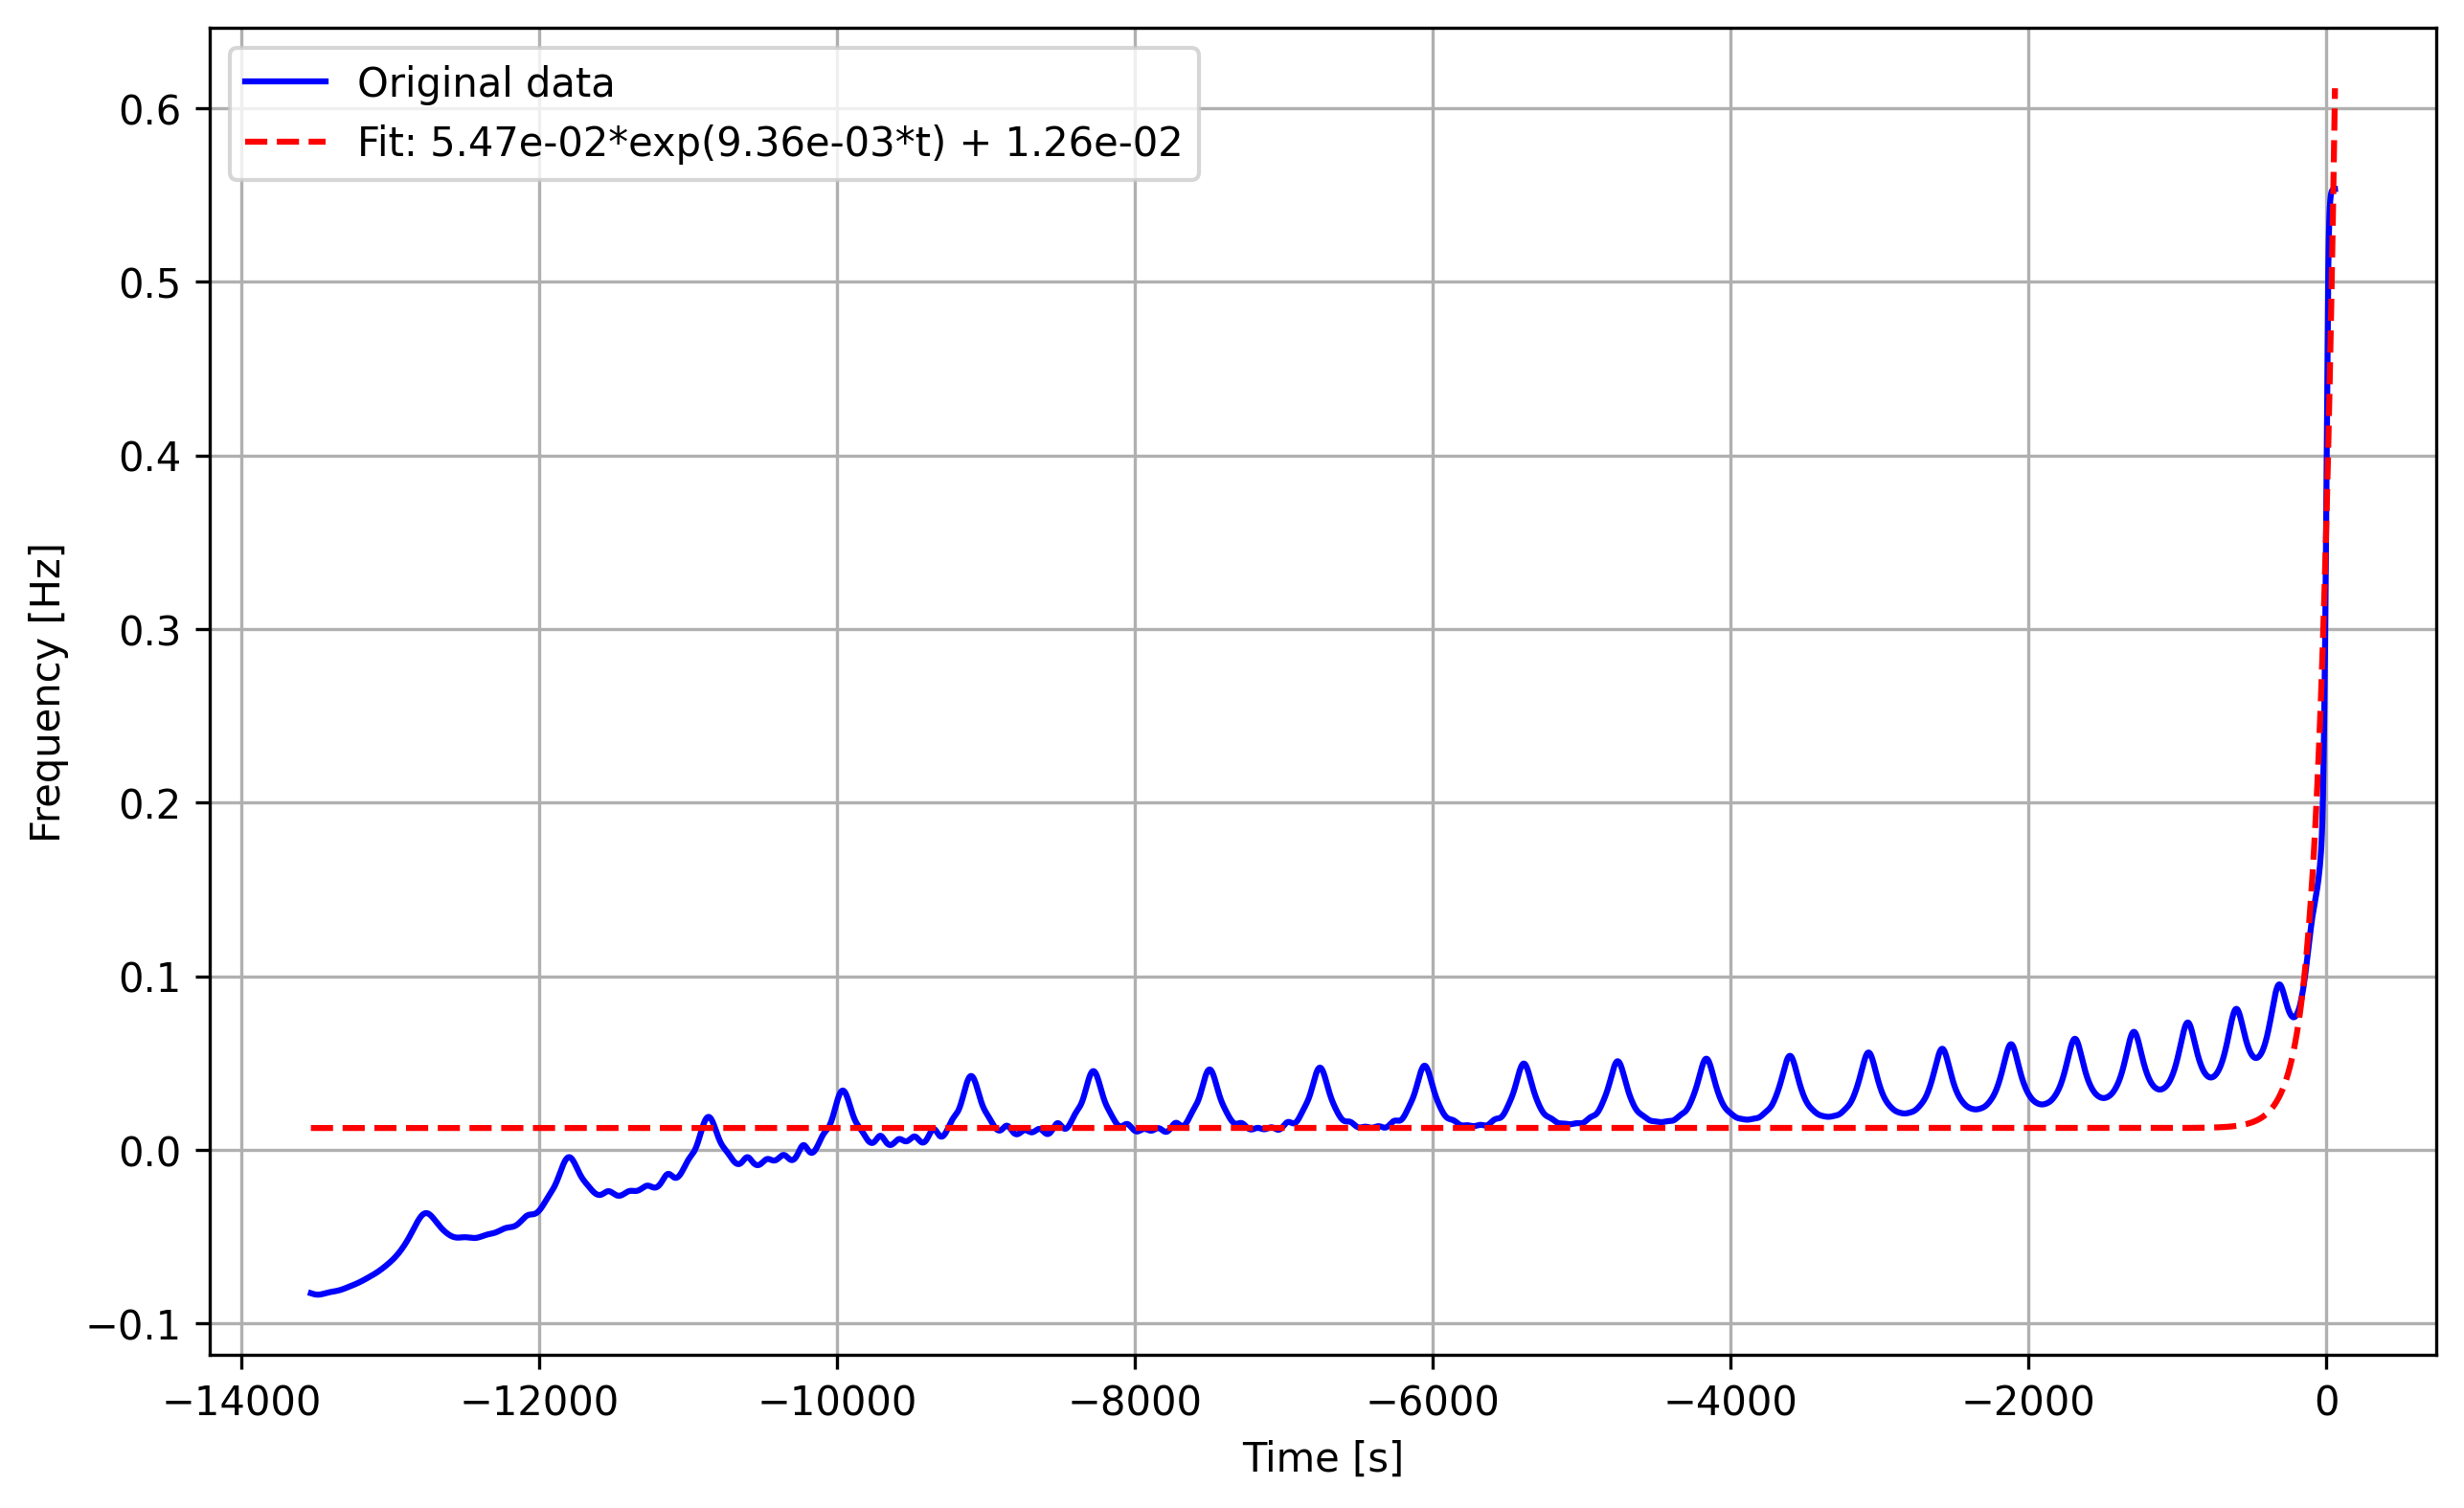 Original data
Fit: 5.47e-02*exp(9.36e-03*t) + 1.26e-02
Frequency [Hz]
0.6
0.5
0.4
0.3
0.2
0.1
0.0
−0.1
−14000 −12000 −10000 −8000 −6000 −4000 −2000 0
Time [s]